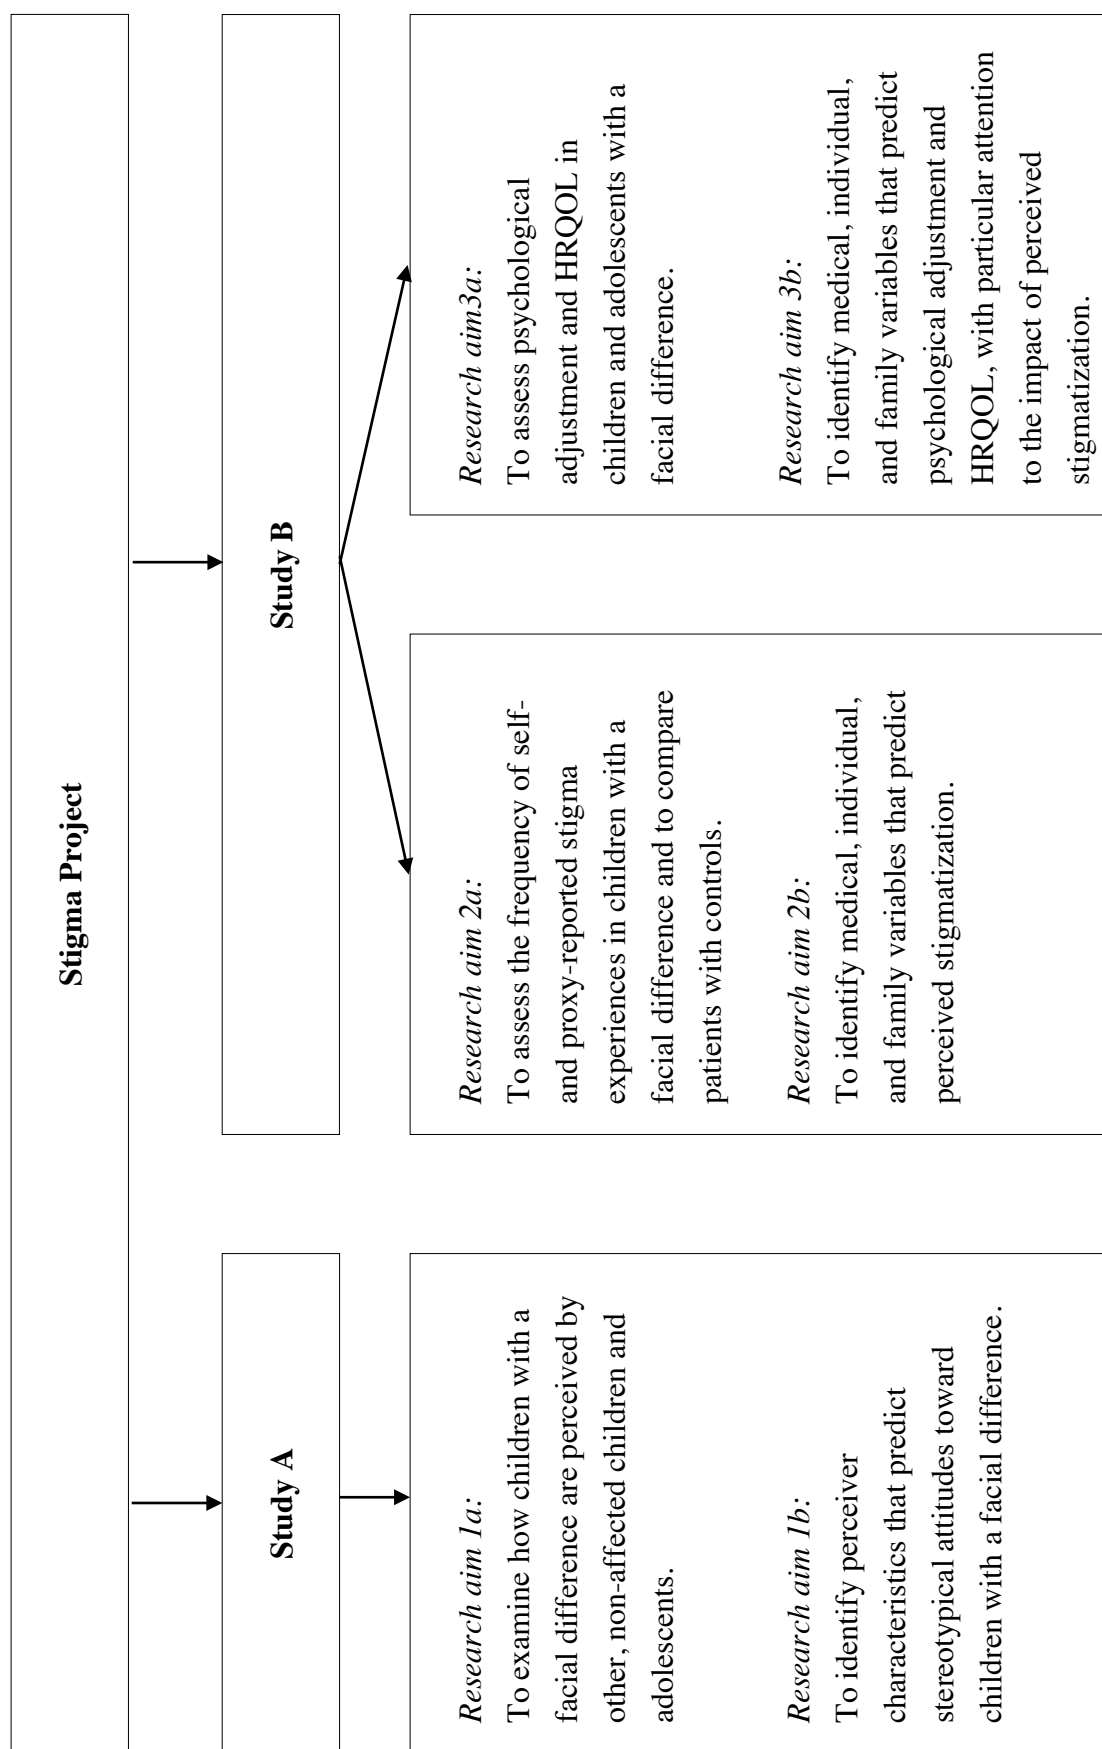 Stigma Project
Study A
Study B
Research aim 1a:
To examine how children with a
facial difference are perceived by
other, non-affected children and
adolescents.
Research aim 1b:
To identify perceiver
characteristics that predict
stereotypical attitudes toward
children with a facial difference.
Research aim 2a:
To assess the frequency of self-
and proxy-reported stigma
experiences in children with a
facial difference and to compare
patients with controls.
Research aim 2b:
To identify medical, individual,
and family variables that predict
perceived stigmatization.
Research aim3a:
To assess psychological
adjustment and HRQOL in
children and adolescents with a
facial difference.
Research aim 3b:
To identify medical, individual,
and family variables that predict
psychological adjustment and
HRQOL, with particular attention
to the impact of perceived
stigmatization.